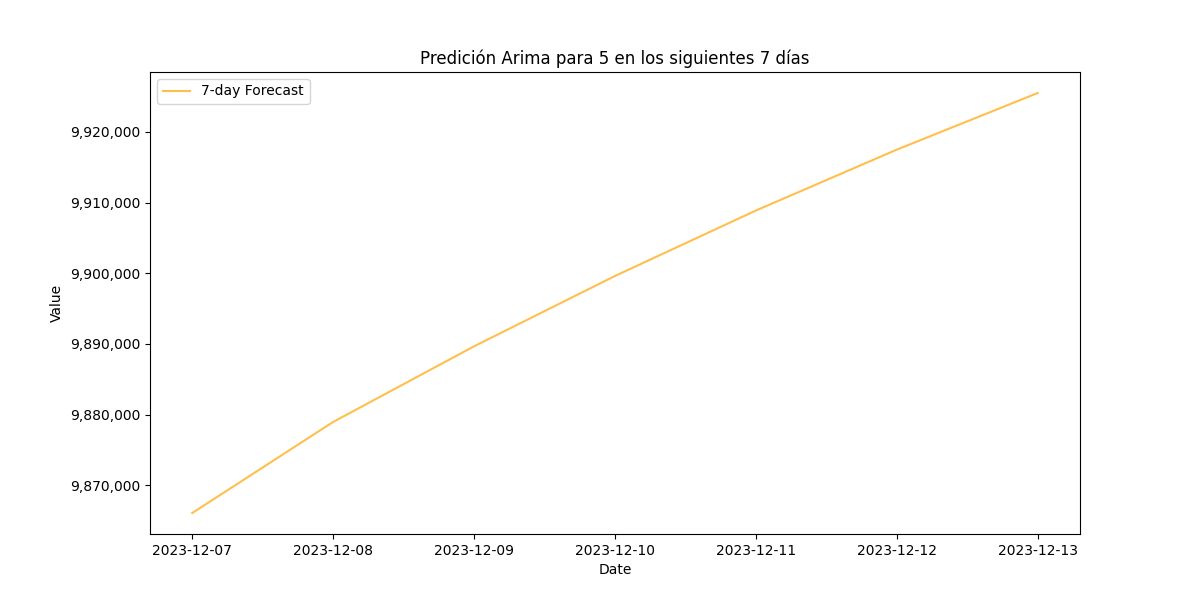 Predición Arima para 5 en los siguientes 7 días
7-day Forecast
Value
9,920,000
9,910,000
9,900,000
9,890,000
9,880,000
9,870,000
2023-12-07 2023-12-08 2023-12-09 2023-12-10 2023-12-11 2023-12-12 2023-12-13
Date